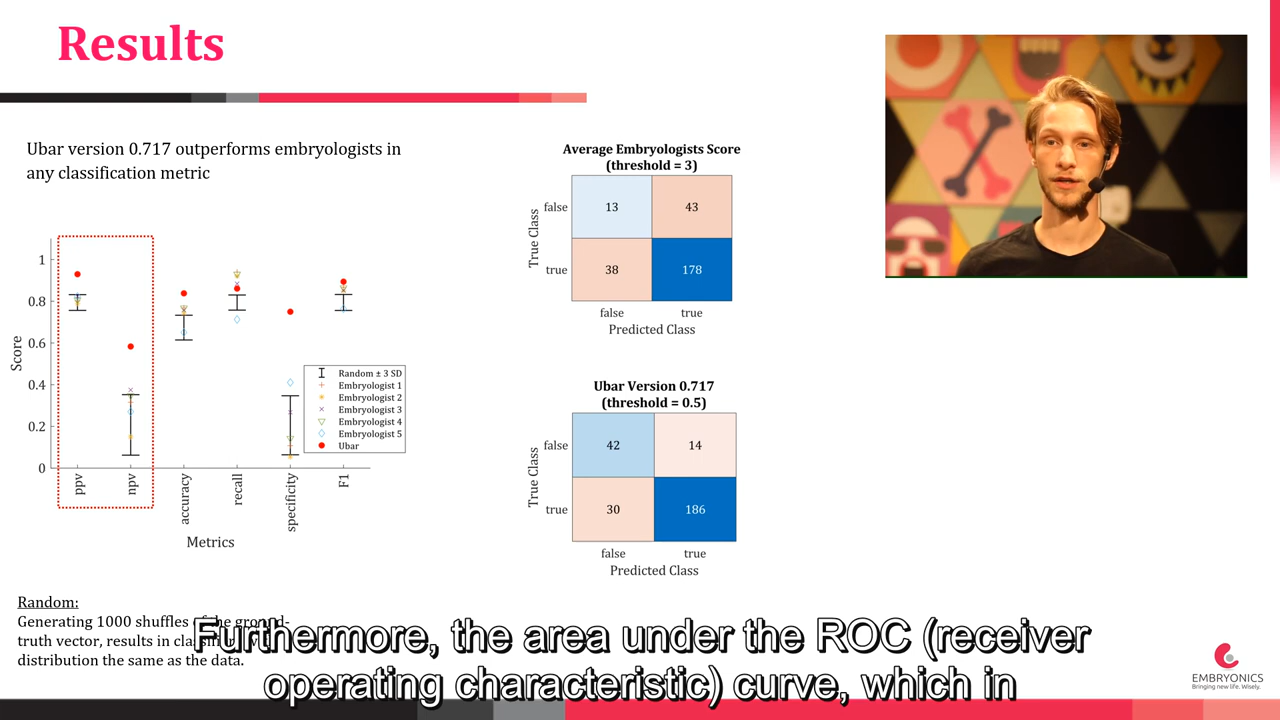 Results
Ubar version 0.717 outperforms embryologists in
any classification metric
Score
1
0.8
0.6
0.4
0.2
0
ppv
npv
accuracy
recall
specificity
F1
Metrics
Random ± 3 SD
Embryologist 1
Embryologist 2
Embryologist 3
Embryologist 4
Embryologist 5
Ubar
Average Embryologists Score
(threshold = 3)
True Class
false 13 43
true 38 178
false true
Predicted Class
Ubar Version 0.717
(threshold = 0.5)
True Class
false 42 14
true 30 186
false true
Predicted Class
Random:
Generating 1000 shuffles of the ground-
truth vector, results in
distribution the same as the data.
Furthermore, the area under the ROC (receiver
operating characteristic) curve, which in
EMBRYONICS
Bringing new life. Wisely.